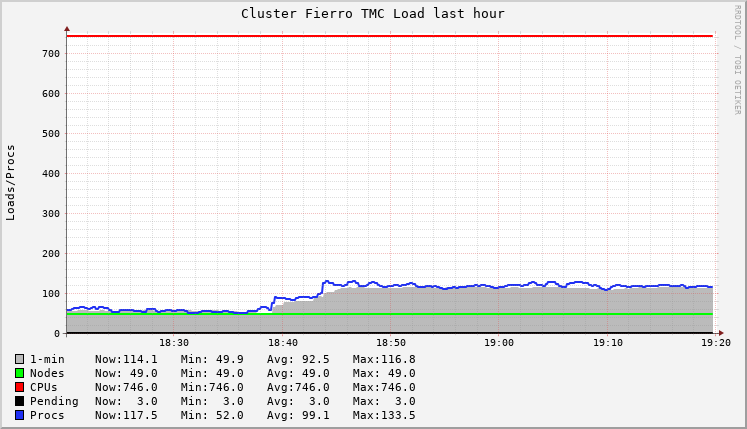 Cluster Fierro TMC Load last hour
RRDTOOL / TOBI OETIKER
Loads/Procs
700
600
500
400
300
200
100
0
18:30 18:40 18:50 19:00 19:10 19:20
1-min Now:114.1 Min: 49.9 Avg: 92.5 Max:116.8
Nodes Now: 49.0 Min: 49.0 Avg: 49.0 Max: 49.0
CPUs Now:746.0 Min:746.0 Avg:746.0 Max:746.0
Pending Now: 3.0 Min: 3.0 Avg: 3.0 Max: 3.0
Procs Now:117.5 Min: 52.0 Avg: 99.1 Max:133.5